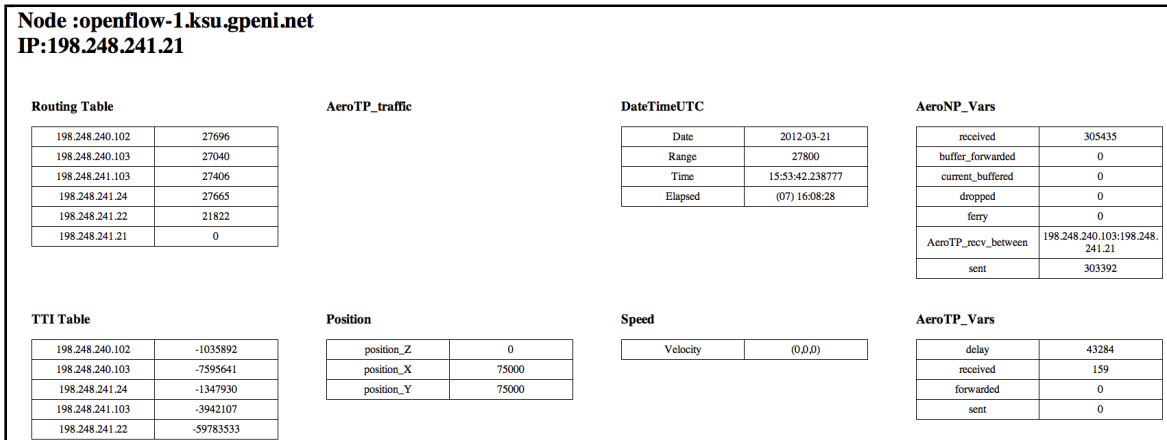 Node :openflow-1.ksu.gpeni.net
IP:198.248.241.21
Routing Table
198.248.240.102 27696
198.248.240.103 27040
198.248.241.103 27406
198.248.241.24 27665
198.248.241.22 21822
198.248.241.21 0
AeroTP_traffic
DateTimeUTC
Date 2012-03-21
Range 27800
Time 15:53:42.238777
Elapsed (07) 16:08:28
AeroNP_Vars
received 305435
buffer_forwarded 0
current_buffered 0
dropped 0
ferry 0
AeroTP_recv_between 198.248.240.103:198.248.
241.21
sent 303392
TTI Table
198.248.240.102 -1035892
198.248.240.103 -7595641
198.248.241.24 -1347930
198.248.241.103 -3942107
198.248.241.22 -59783533
Position
position_Z 0
position_X 75000
position_Y 75000
Speed
Velocity (0,0,0)
AeroTP_Vars
delay 43284
received 159
forwarded 0
sent 0